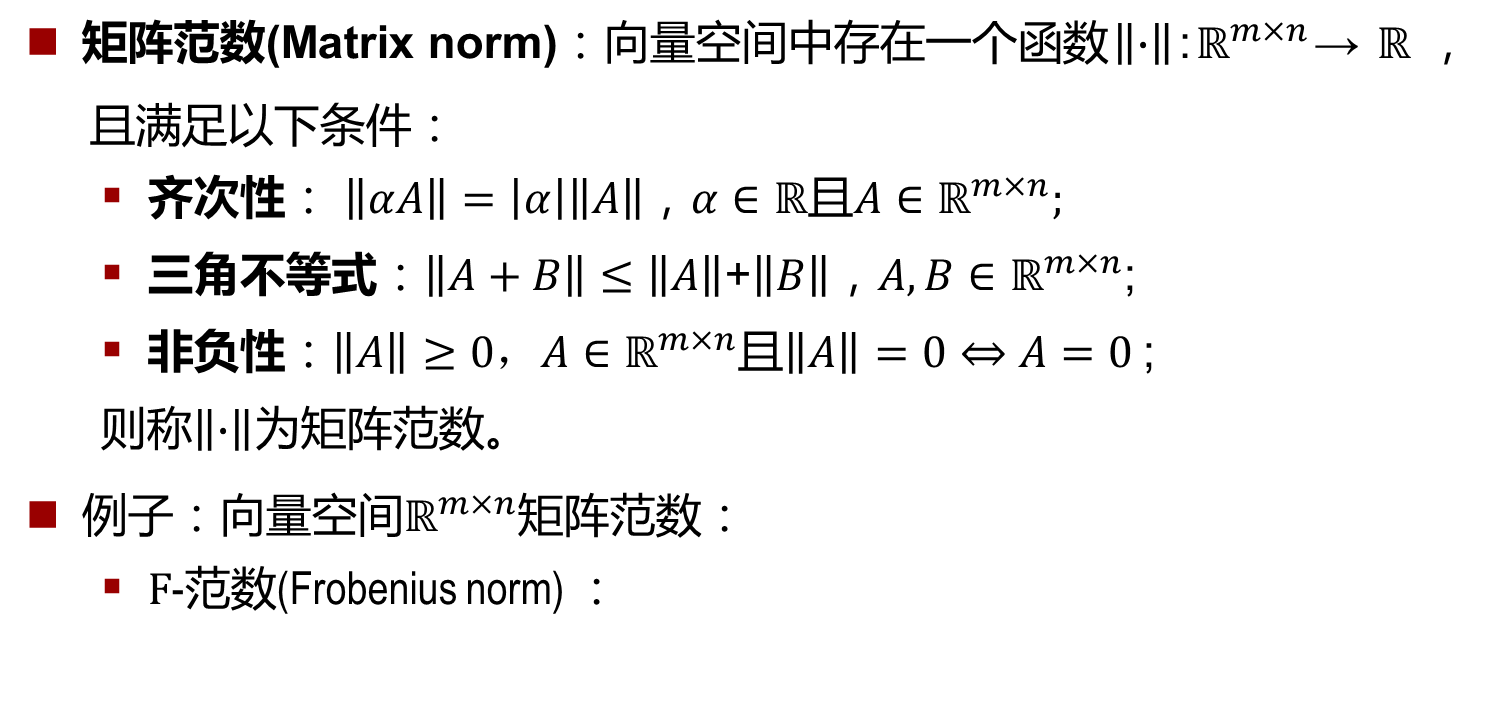 矩阵范数(Matrix norm)：向量空间中存在一个函数‖·‖:ℝ^{m×n}→ ℝ ，
且满足以下条件：
齐次性： ‖αA‖ = |α|‖A‖，α ∈ ℝ且A ∈ ℝ^{m×n};
三角不等式：‖A + B‖ ≤ ‖A‖+‖B‖，A,B ∈ ℝ^{m×n};
非负性：‖A‖ ≥ 0，A ∈ ℝ^{m×n}且‖A‖ = 0 ⇔ A = 0 ;
则称‖·‖为矩阵范数。
例子：向量空间ℝ^{m×n}矩阵范数：
F-范数(Frobenius norm) ：